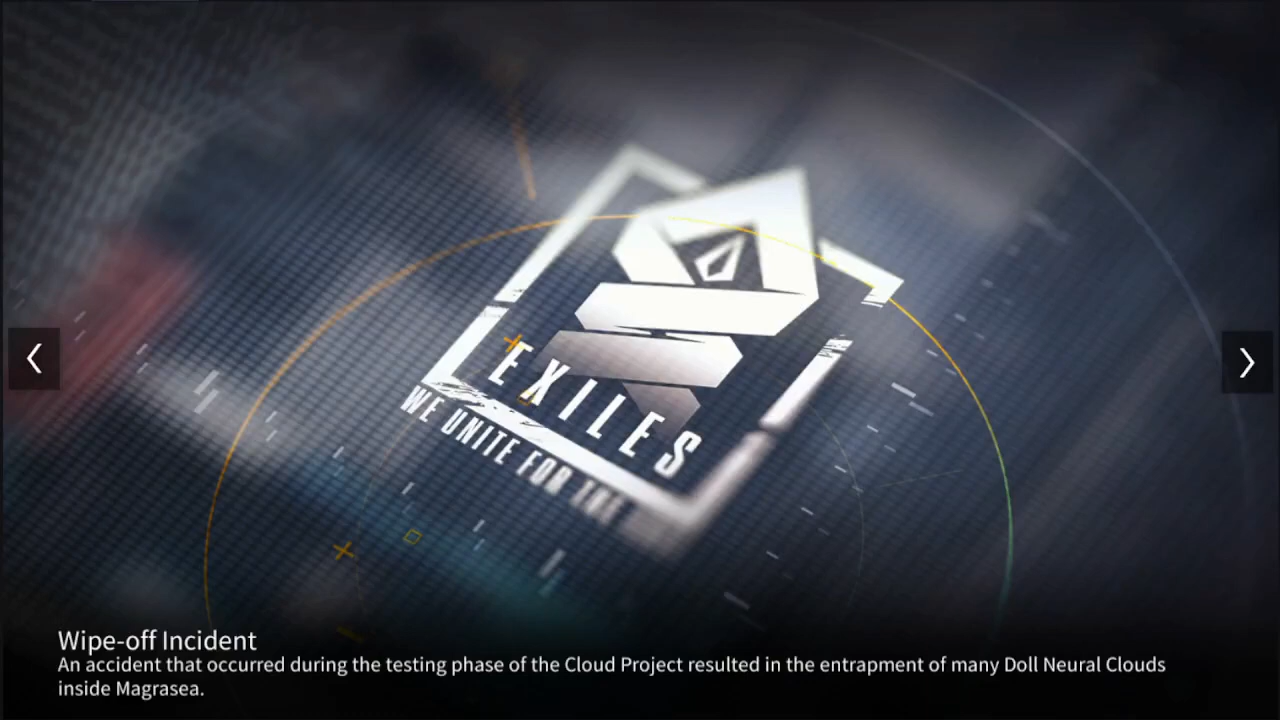 EXILES
WE UNITE FOR THE
Wipe-off Incident
An accident that occurred during the testing phase of the Cloud Project resulted in the entrapment of many Doll Neural Clouds
inside Magrasea.